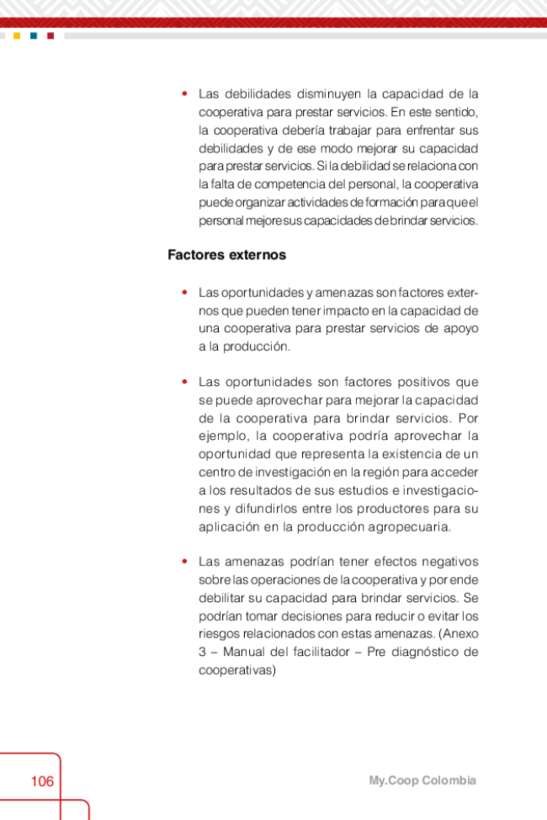 • Las debilidades disminuyen la capacidad de la
cooperativa para prestar servicios. En este sentido,
la cooperativa debería trabajar para enfrentar sus
debilidades y de ese modo mejorar su capacidad
para prestar servicios. Si la debilidad se relaciona con
la falta de competencia del personal, la cooperativa
puede organizar actividades de formación para que el
personal mejore sus capacidades de brindar servicios.
Factores externos
• Las oportunidades y amenazas son factores exter-
nos que pueden tener impacto en la capacidad de
una cooperativa para prestar servicios de apoyo
a la producción.
• Las oportunidades son factores positivos que
se puede aprovechar para mejorar la capacidad
de la cooperativa para brindar servicios. Por
ejemplo, la cooperativa podría aprovechar la
oportunidad que representa la existencia de un
centro de investigación en la región para acceder
a los resultados de sus estudios e investigacio-
nes y difundirlos entre los productores para su
aplicación en la producción agropecuaria.
• Las amenazas podrían tener efectos negativos
sobre las operaciones de la cooperativa y por ende
debilitar su capacidad para brindar servicios. Se
podrían tomar decisiones para reducir o evitar los
riesgos relacionados con estas amenazas. (Anexo
3 – Manual del facilitador – Pre diagnóstico de
cooperativas)
106
My.Coop Colombia